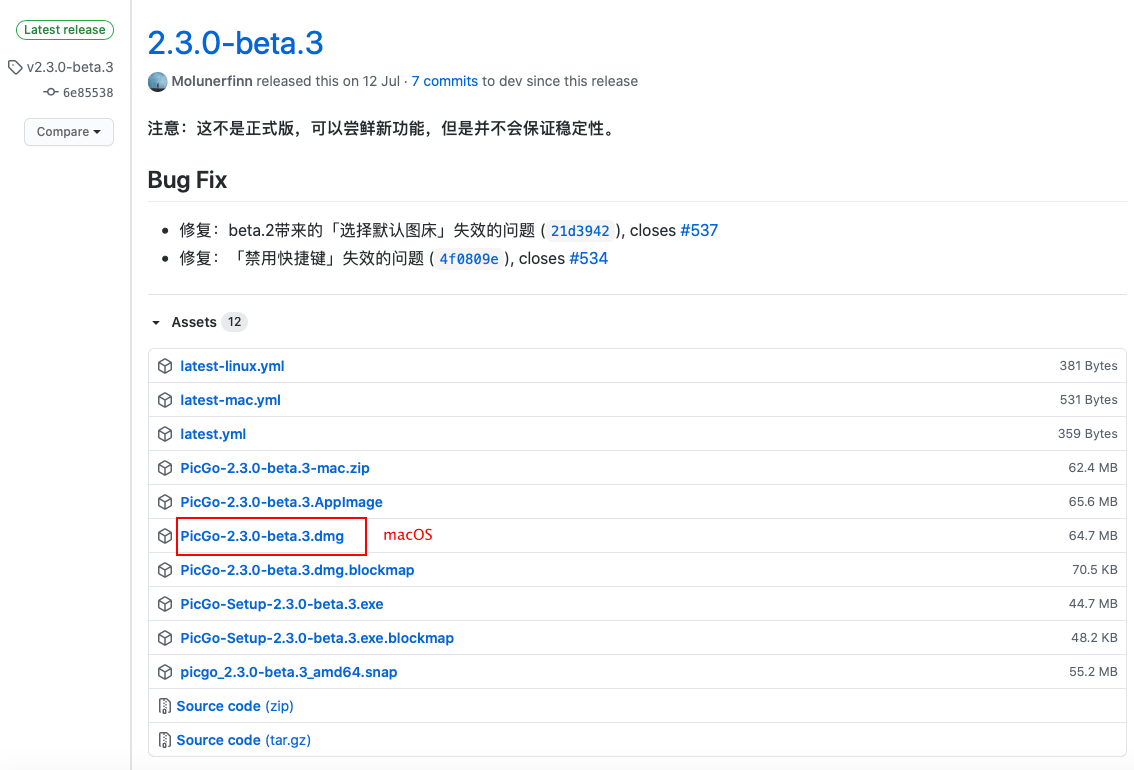 Latest release
v2.3.0-beta.3
6e85538
Compare
2.3.0-beta.3
Molunerfinn released this on 12 Jul · 7 commits to dev since this release
注意：这不是正式版，可以尝鲜新功能，但是并不会保证稳定性。
Bug Fix
修复：beta.2带来的「选择默认图床」失效的问题 ( 21d3942 ), closes #537
修复：「禁用快捷键」失效的问题 ( 4f0809e ), closes #534
Assets 12
latest-linux.yml 381 Bytes
latest-mac.yml 531 Bytes
latest.yml 359 Bytes
PicGo-2.3.0-beta.3-mac.zip 62.4 MB
PicGo-2.3.0-beta.3.AppImage 65.6 MB
PicGo-2.3.0-beta.3.dmg macOS 64.7 MB
PicGo-2.3.0-beta.3.dmg.blockmap 70.5 KB
PicGo-Setup-2.3.0-beta.3.exe 44.7 MB
PicGo-Setup-2.3.0-beta.3.exe.blockmap 48.2 KB
picgo_2.3.0-beta.3_amd64.snap 55.2 MB
Source code (zip)
Source code (tar.gz)